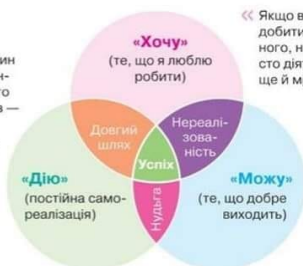 «Хочу»
(те, що я люблю
робити)
« Якщо в
добити
ного, н
сто діят
ще й м
ин
н-
го
в —
Довгий
шлях
Нереалі-
зова-
ність
Успіх
«Дію»
(постійна само-
реалізація)
Нудьга
«Можу»
(те, що добре
виходить)